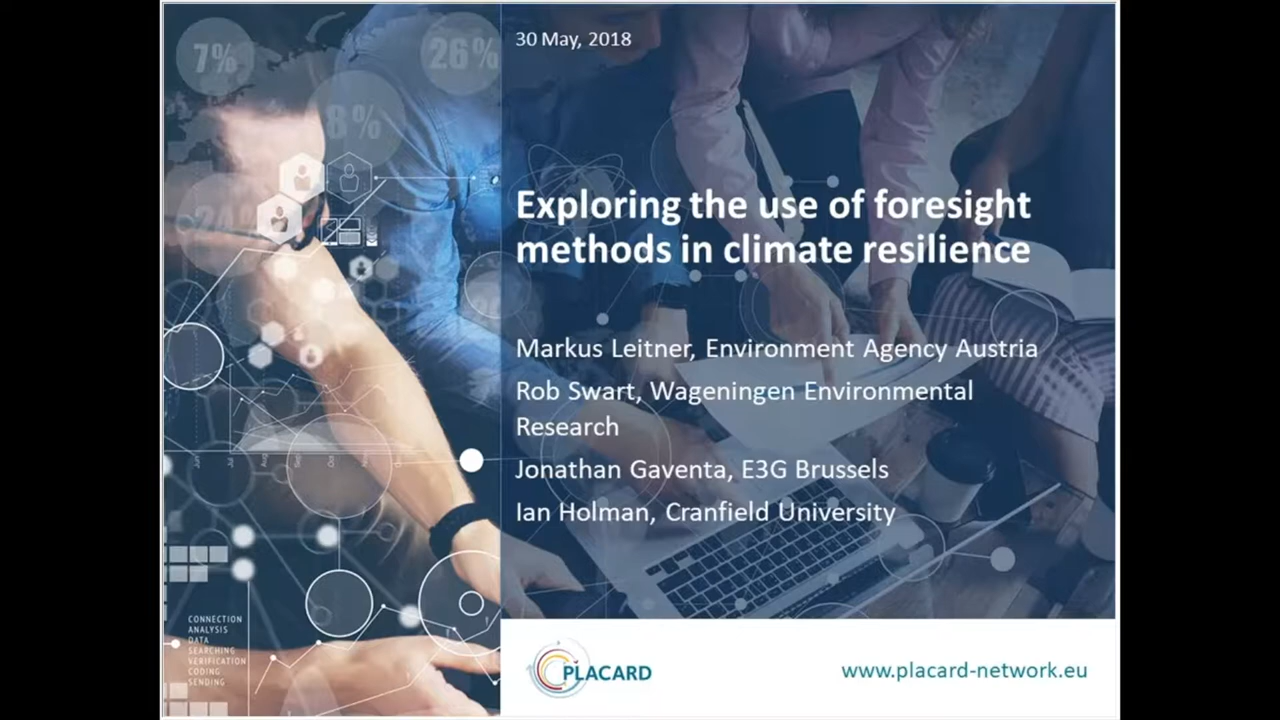 7%
26%
8%
24%
30 May, 2018
Exploring the use of foresight
methods in climate resilience
Markus Leitner, Environment Agency Austria
Rob Swart, Wageningen Environmental
Research
Jonathan Gaventa, E3G Brussels
Ian Holman, Cranfield University
CONNECTION
ANALYSIS
DATA
SEARCHING
VERIFICATION
CODING
SENDING
PLACARD
www.placard-network.eu